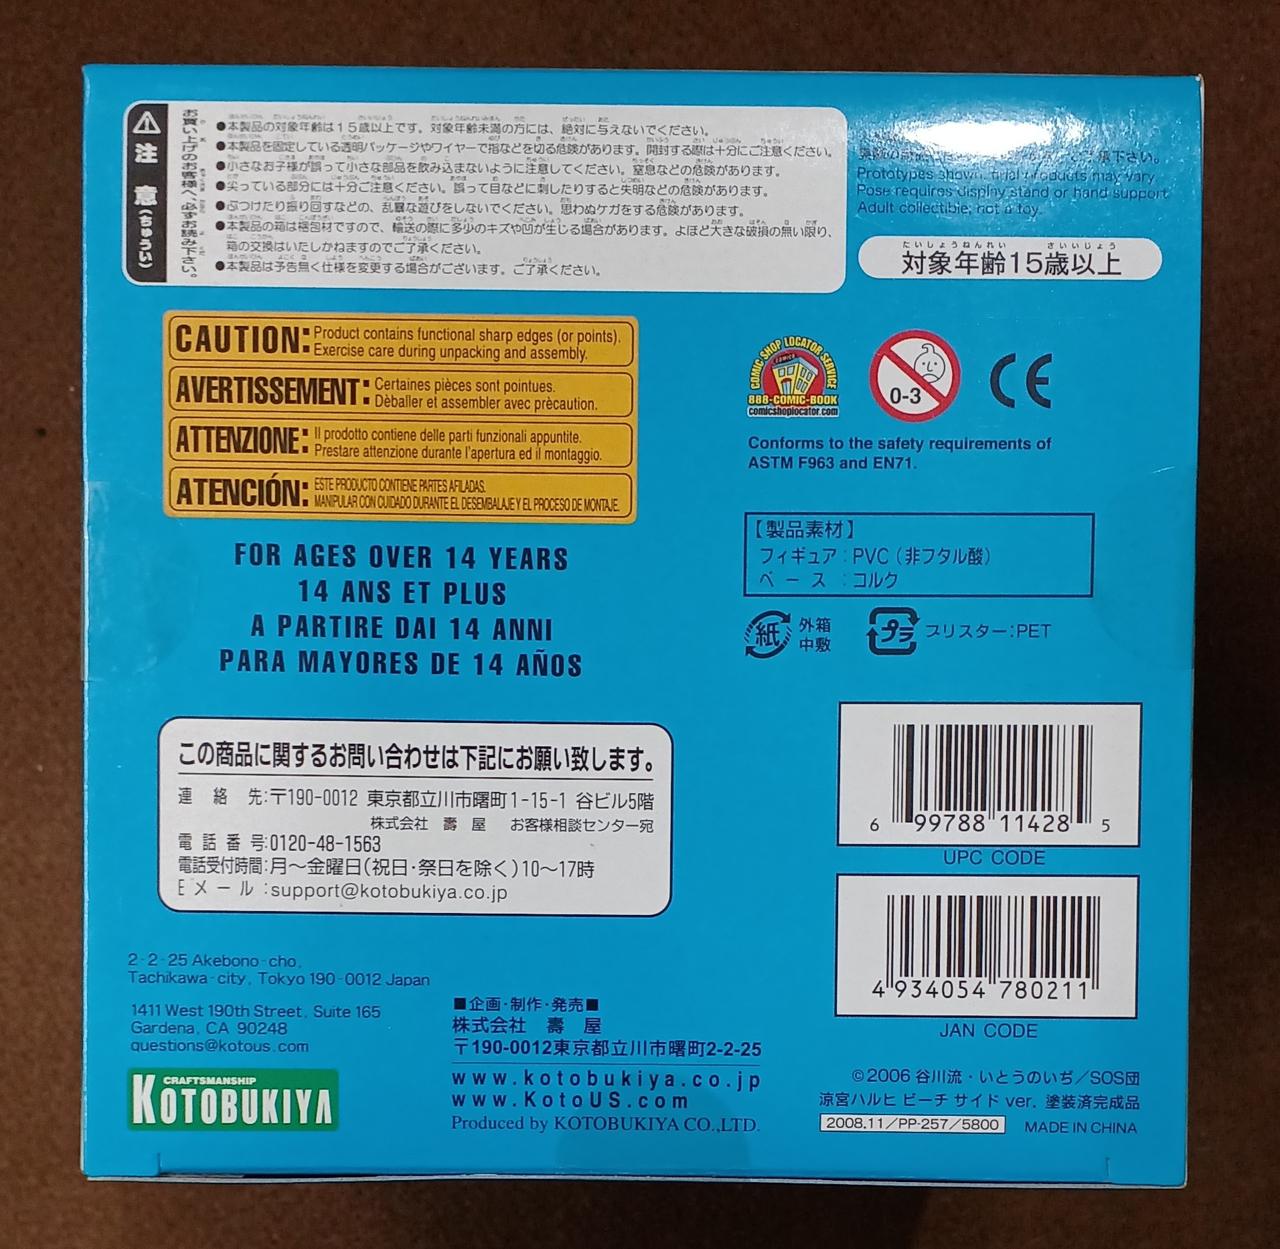 注意(ちゅうい)
お買い上げのお客様へ、必ずお読み下さい。
●本製品の対象年齢は15歳以上です。対象年齢未満の方には、絶対に与えないでください。
●本製品を固定している透明パッケージやワイヤーで指などを切る危険があります。開封する際は十分にご注意ください。
●小さなお子様が誤って小さな部品を飲み込まないように注意してください。窒息などの危険があります。
●尖っている部分には十分ご注意ください。誤って目などに刺したりすると失明などの危険があります。
●ぶつけたり振り回すなどの、乱暴な遊びをしないでください。思わぬケガをする危険があります。
●本製品の箱は梱包材ですので、輸送の際に多少のキズや凹が生じる場合があります。よほど大きな破損の無い限り、
箱の交換はいたしかねますのでご了承ください。
●本製品は予告無く仕様を変更する場合がございます。ご了承ください。
承下さい。
Prototypes shown, final products may vary.
Pose requires display stand or hand support.
Adult collectible, not a toy.
たいしょうねんれい さいいじょう
対象年齢15歳以上
CAUTION: Product contains functional sharp edges (or points).
Exercise care during unpacking and assembly.
AVERTISSEMENT: Certaines pièces sont pointues.
Dèballer et assembler avec prècaution.
ATTENZIONE: Il prodotto contiene delle parti funzionali appuntite.
Prestare attenzione durante l'apertura ed il montaggio.
ATENCIÓN: ESTE PRODUCTO CONTIENE PARTES AFILADAS.
MANIPULAR CON CUIDADO DURANTE EL DESEMBALAJE Y EL PROCESO DE MONTAJE.
COMIC SHOP LOCATOR SERVICE
COMICS
888-COMIC-BOOK
comicshoplocator.com
0-3
CE
Conforms to the safety requirements of
ASTM F963 and EN71.
FOR AGES OVER 14 YEARS
14 ANS ET PLUS
A PARTIRE DAI 14 ANNI
PARA MAYORES DE 14 AÑOS
【製品素材】
フィギュア：PVC（非フタル酸）
ベース：コルク
紙 外箱
中敷
プラ ブリスター：PET
この商品に関するお問い合わせは下記にお願い致します。
連絡先：〒190-0012 東京都立川市曙町1-15-1 谷ビル5階
株式会社 壽屋 お客様相談センター宛
電話番号：0120-48-1563
電話受付時間：月～金曜日(祝日・祭日を除く)10～17時
Eメール：support@kotobukiya.co.jp
6 99788 11428 5
UPC CODE
4 934054 780211
JAN CODE
2-2-25 Akebono-cho,
Tachikawa-city, Tokyo 190-0012 Japan
1411 West 190th Street, Suite 165
Gardena, CA 90248
questions@kotous.com
CRAFTSMANSHIP
KOTOBUKIYA
■企画・制作・発売■
株式会社 壽屋
〒190-0012東京都立川市曙町2-2-25
www.kotobukiya.co.jp
www.KotoUS.com
Produced by KOTOBUKIYA CO.,LTD.
©2006 谷川流・いとうのいぢ／SOS団
涼宮ハルヒ ビーチ サイド ver. 塗装済完成品
2008.11／PP-257／5800 MADE IN CHINA